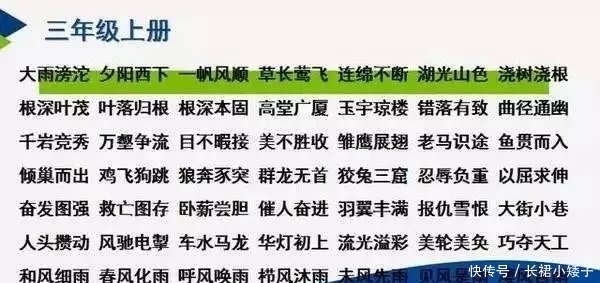 三年级上册
大雨滂沱 夕阳西下 一帆风顺 草长莺飞 连绵不断 湖光山色 浇树浇根
根深叶茂 叶落归根 根深本固 高堂广厦 玉宇琼楼 错落有致 曲径通幽
千岩竞秀 万壑争流 目不暇接 美不胜收 雏鹰展翅 老马识途 鱼贯而入
倾巢而出 鸡飞狗跳 狼奔豕突 群龙无首 狡兔三窟 忍辱负重 以屈求伸
奋发图强 救亡图存 卧薪尝胆 催人奋进 羽翼丰满 报仇雪恨 大街小巷
人头攒动 风驰电掣 车水马龙 华灯初上 流光溢彩 美轮美奂 巧夺天工
和风细雨 春风化雨 呼风唤雨 栉风沐雨 未风先雨 见风是雨
快传号/长裙小矮子